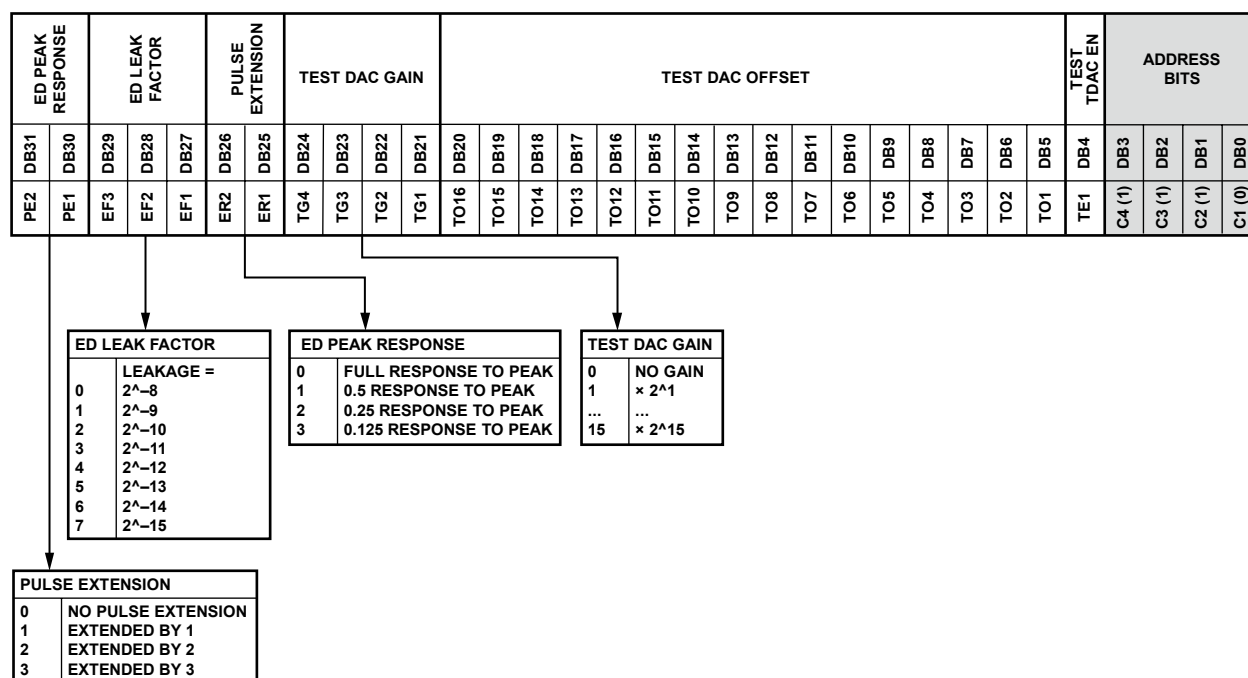 ED PEAK
RESPONSE
ED LEAK
FACTOR
PULSE
EXTENSION
TEST DAC GAIN
TEST DAC OFFSET
TEST
TDAC EN
ADDRESS
BITS
DB31 DB30 DB29 DB28 DB27 DB26 DB25 DB24 DB23 DB22 DB21 DB20 DB19 DB18 DB17 DB16 DB15 DB14 DB13 DB12 DB11 DB10 DB9 DB8 DB7 DB6 DB5 DB4 DB3 DB2 DB1 DB0
PE2 PE1 EF3 EF2 EF1 ER2 ER1 TG4 TG3 TG2 TG1 TO16 TO15 TO14 TO13 TO12 TO11 TO10 TO9 TO8 TO7 TO6 TO5 TO4 TO3 TO2 TO1 TE1 C4 (1) C3 (1) C2 (1) C1 (0)
ED LEAK FACTOR
LEAKAGE =
0 2^–8
1 2^–9
2 2^–10
3 2^–11
4 2^–12
5 2^–13
6 2^–14
7 2^–15
ED PEAK RESPONSE
0 FULL RESPONSE TO PEAK
1 0.5 RESPONSE TO PEAK
2 0.25 RESPONSE TO PEAK
3 0.125 RESPONSE TO PEAK
TEST DAC GAIN
0 NO GAIN
1 × 2^1
... ...
15 × 2^15
PULSE EXTENSION
0 NO PULSE EXTENSION
1 EXTENDED BY 1
2 EXTENDED BY 2
3 EXTENDED BY 3